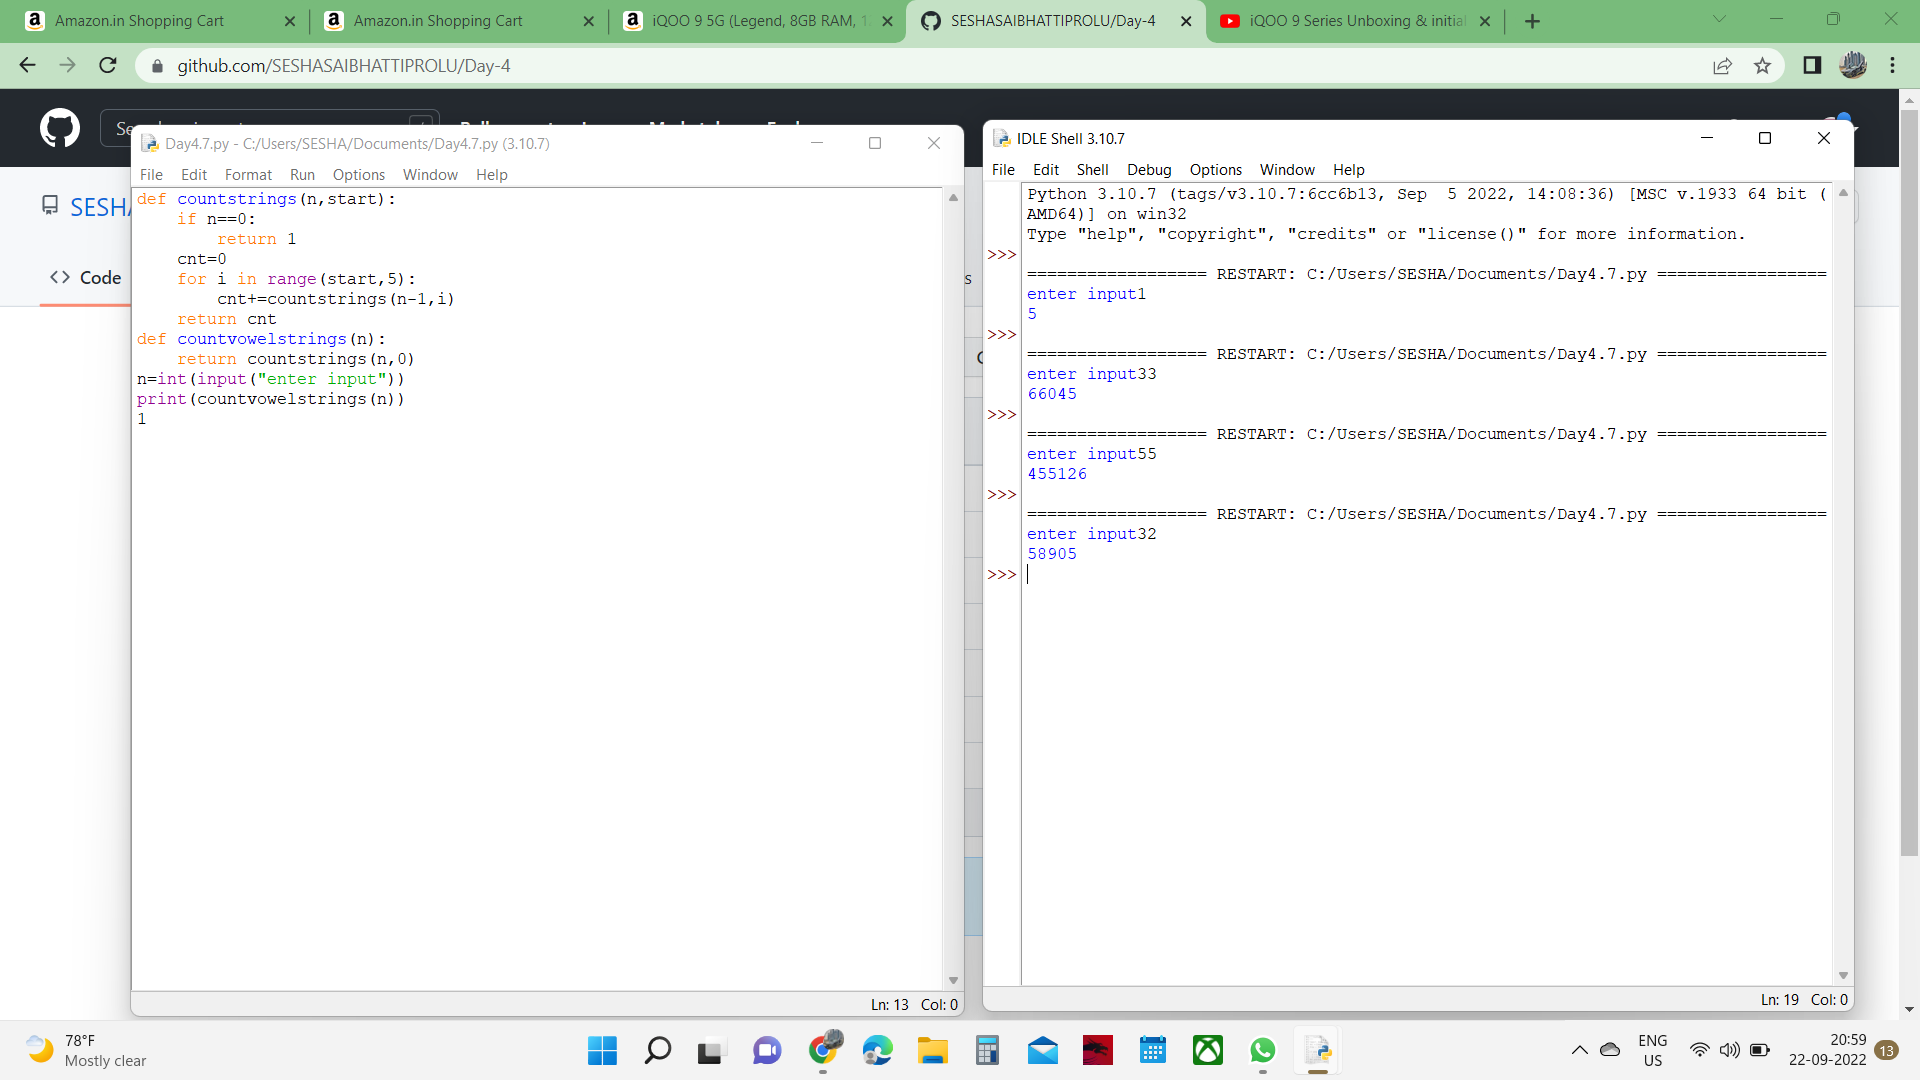 Amazon.in Shopping Cart
Amazon.in Shopping Cart
iQOO 9 5G (Legend, 8GB RAM, 1
SESHASAIBHATTIPROLU/Day-4
iQOO 9 Series Unboxing & initial
github.com/SESHASAIBHATTIPROLU/Day-4
SESHA
Code
Day4.7.py - C:/Users/SESHA/Documents/Day4.7.py (3.10.7)
File Edit Format Run Options Window Help
def countstrings(n,start):
    if n==0:
        return 1
    cnt=0
    for i in range(start,5):
        cnt+=countstrings(n-1,i)
    return cnt
def countvowelstrings(n):
    return countstrings(n,0)
n=int(input("enter input"))
print(countvowelstrings(n))
1
Ln: 13 Col: 0
IDLE Shell 3.10.7
File Edit Shell Debug Options Window Help
Python 3.10.7 (tags/v3.10.7:6cc6b13, Sep  5 2022, 14:08:36) [MSC v.1933 64 bit (
AMD64)] on win32
Type "help", "copyright", "credits" or "license()" for more information.
>>>
================== RESTART: C:/Users/SESHA/Documents/Day4.7.py =================
enter input1
5
>>>
================== RESTART: C:/Users/SESHA/Documents/Day4.7.py =================
enter input33
66045
>>>
================== RESTART: C:/Users/SESHA/Documents/Day4.7.py =================
enter input55
455126
>>>
================== RESTART: C:/Users/SESHA/Documents/Day4.7.py =================
enter input32
58905
>>>
Ln: 19 Col: 0
78°F
Mostly clear
ENG
US
20:59
22-09-2022
13